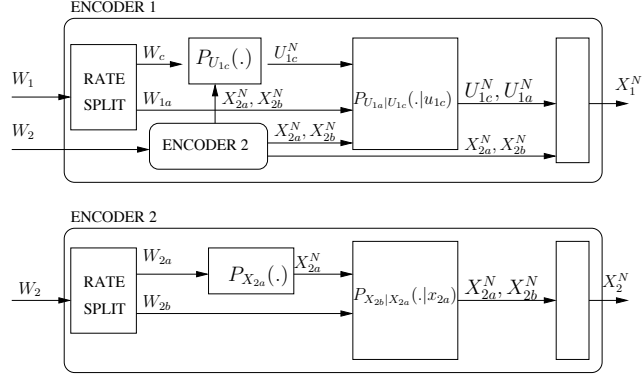 ENCODER 1
W_1
RATE SPLIT
W_c
P_{U_{1c}}(.)
U_{1c}^N
W_{1a}
X_{2a}^N, X_{2b}^N
P_{U_{1a}|U_{1c}}(.|u_{1c})
U_{1c}^N, U_{1a}^N
X_1^N
W_2
ENCODER 2
X_{2a}^N, X_{2b}^N
X_{2a}^N, X_{2b}^N
ENCODER 2
W_2
RATE SPLIT
W_{2a}
P_{X_{2a}}(.)
X_{2a}^N
W_{2b}
P_{X_{2b}|X_{2a}}(.|x_{2a})
X_{2a}^N, X_{2b}^N
X_2^N